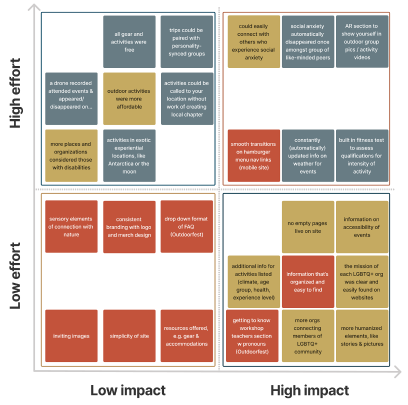 High effort
all gear and
activities were
free
trips could be
paired with
personality-
synced groups
a drone recorded
attended events &
appeared/
disappeared on...
outdoor activities
were more
affordable
activities could be
called to your
location without
work of creating
local chapter
more places and
organizations
considered those
with disabilities
activities in exotic
experiential
locations, like
Antarctica or the
moon
could easily
connect with
others who
experience social
anxiety
social anxiety
automatically
disappeared once
amongst group of
like-minded peers
AR section to
show yourself in
outdoor group
pics / activity
videos
smooth transitions
on hamburger
menu nav links
(mobile site)
constantly
(automatically)
updated info on
weather for
events
built in fitness test
to assess
qualifications for
intensity of
activity
Low effort
sensory elements
of connection with
nature
consistent
branding with logo
and merch design
drop down format
of FAQ
(Outdoorfest)
inviting images
simplicity of site
resources offered,
e.g. gear &
accommodations
no empty pages
live on site
information on
accessibility of
events
additional info for
activities listed
(climate, age
group, health,
experience level)
information that's
organized and
easy to find
the mission of
each LGBTQ+ org
was clear and
easily found on
websites
getting to know
workshop
teachers section
w pronouns
(Outdoorfest)
more orgs
connecting
members of
LGBTQ+
community
more humanized
elements, like
stories & pictures
Low impact
High impact